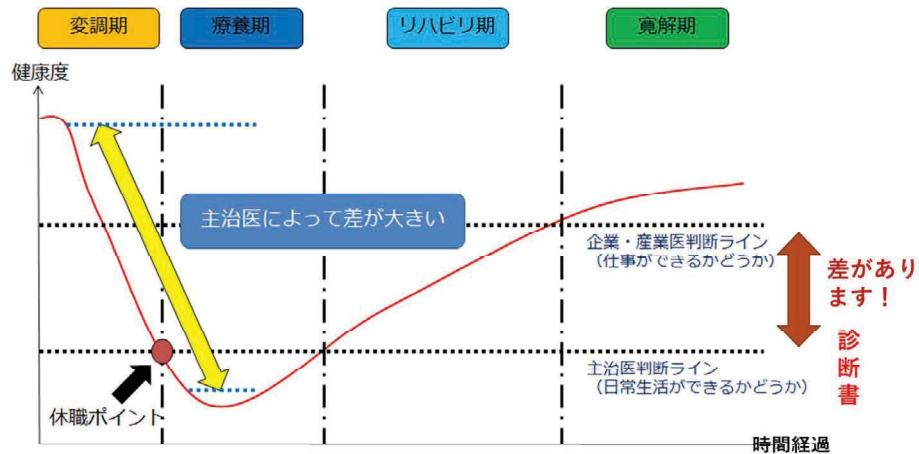 変調期
療養期
リハビリ期
寛解期
健康度
主治医によって差が大きい
企業・産業医判断ライン
（仕事ができるかどうか）
差があり
ます！
診断書
主治医判断ライン
（日常生活ができるかどうか）
休職ポイント
時間経過